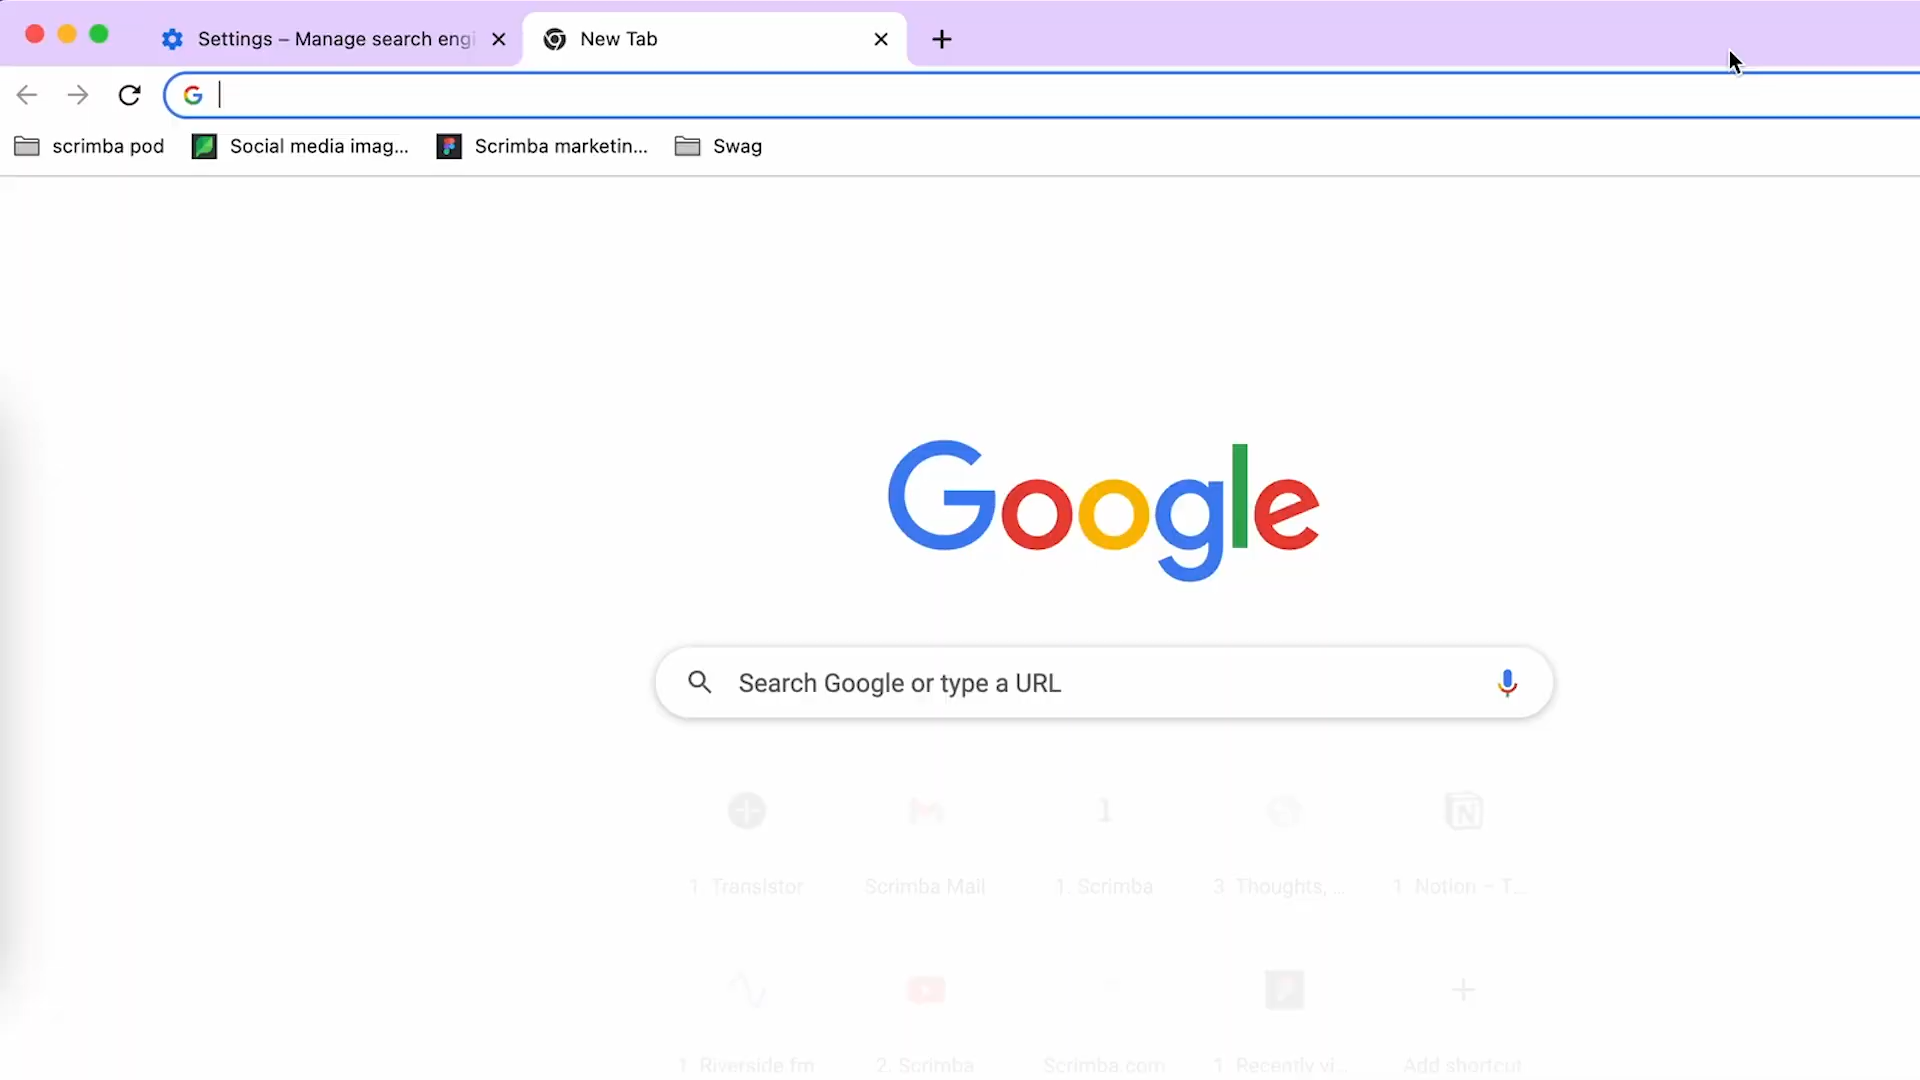 Settings – Manage search engi
New Tab
scrimba pod
Social media imag...
Scrimba marketin...
Swag
Google
Search Google or type a URL
1 Transistor
Scrimba Mail
1. Scrimba
3 Thoughts, ...
1 Notion – T...
1 Riverside fm
2. Scrimba
Scrimba com
1 Recently vi...
Add shortcut